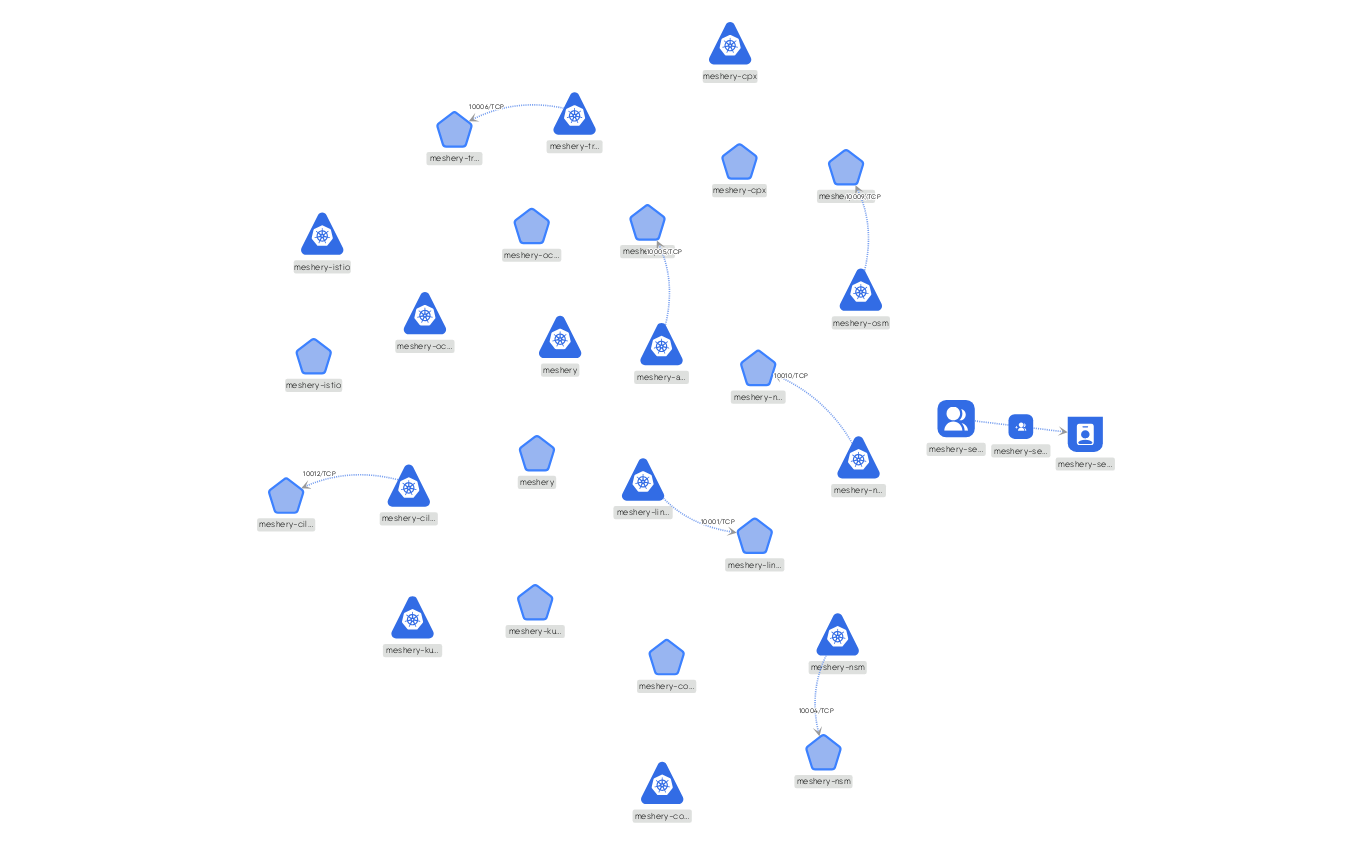 meshery-cpx
10006/TCP
meshery-tr...
meshery-tr...
meshery-cpx
10009/TCP
meshery-oc...
10005/TCP
meshery-istio
meshery-osm
meshery-oc...
meshery
meshery-a...
10010/TCP
meshery-istio
meshery-n...
meshery-se...
meshery-se...
meshery-se...
10012/TCP
meshery
meshery-n...
meshery-cil...
meshery-cil...
meshery-lin...
10001/TCP
meshery-lin...
meshery-ku...
meshery-ku...
meshery-nsm
meshery-co...
10004/TCP
meshery-nsm
meshery-co...